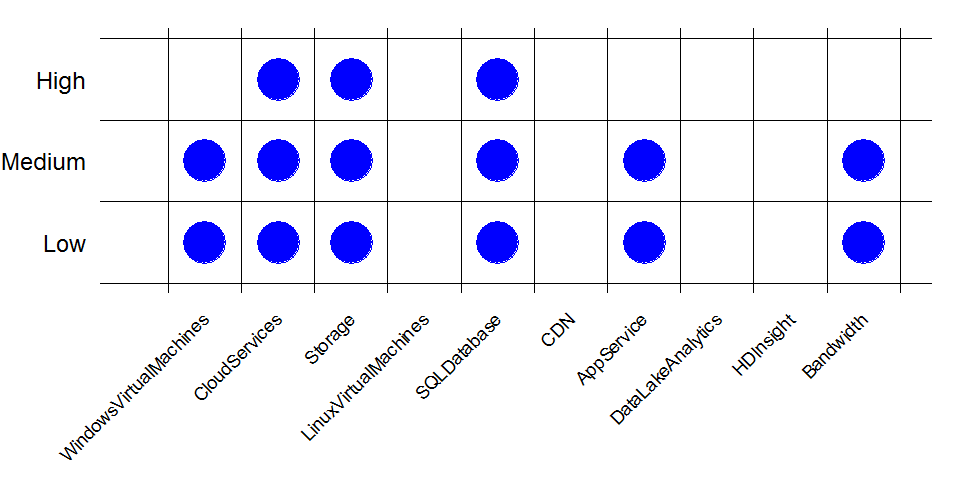 High
Medium
Low
WindowsVirtualMachines
CloudServices
Storage
LinuxVirtualMachines
SQLDatabase
CDN
AppService
DataLakeAnalytics
HDInsight
Bandwidth